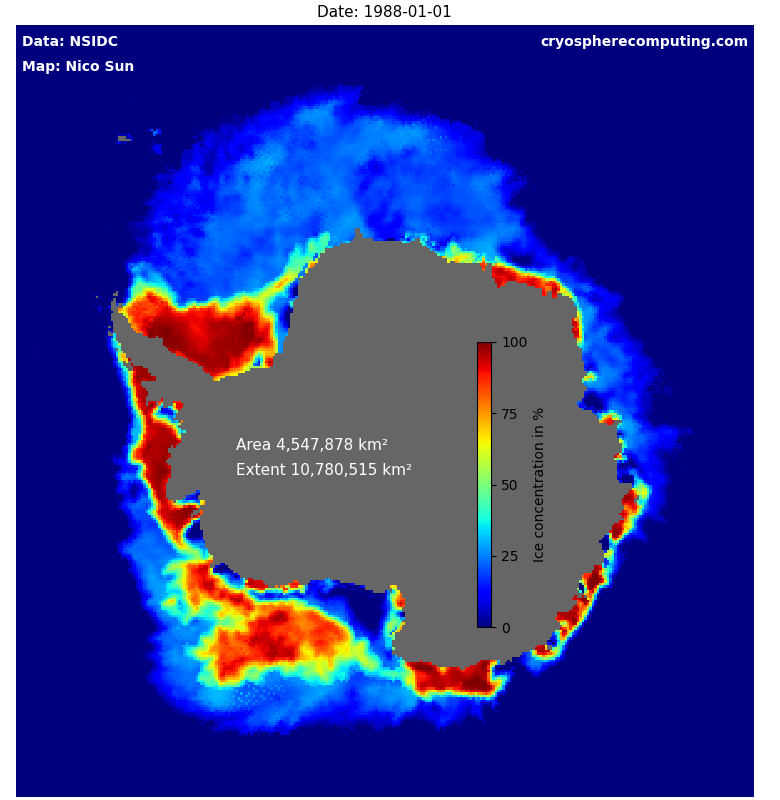 Date: 1988-01-01
Data: NSIDC
cryospherecomputing.com
Map: Nico Sun
100
75
50
25
0
Ice concentration in %
Area 4,547,878 km²
Extent 10,780,515 km²